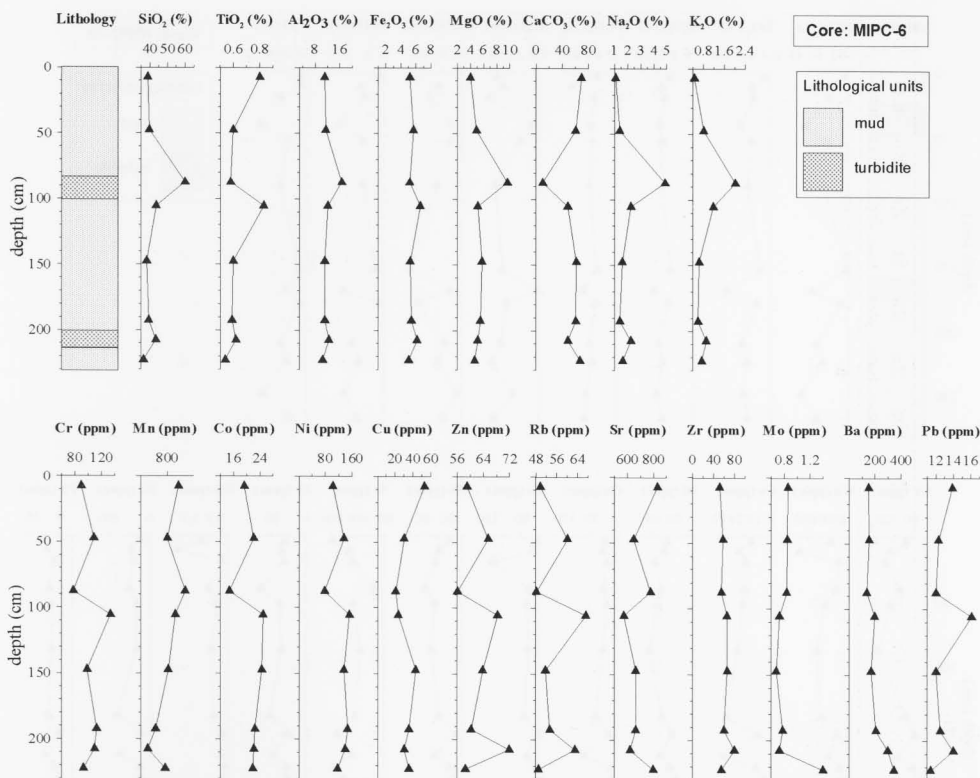 Lithology SiO₂ (%) TiO₂ (%) Al₂O₃ (%) Fe₂O₃ (%) MgO (%) CaCO₃ (%) Na₂O (%) K₂O (%)
40 50 60 0.6 0.8 8 16 2 4 6 8 2 4 6 8 10 0 40 80 1 2 3 4 5 0.8 1.6 2.4
Core: MIPC-6
Lithological units
mud
turbidite
0
50
100
150
200
depth (cm)
Cr (ppm) Mn (ppm) Co (ppm) Ni (ppm) Cu (ppm) Zn (ppm) Rb (ppm) Sr (ppm) Zr (ppm) Mo (ppm) Ba (ppm) Pb (ppm)
80 120 800 16 24 80 160 20 40 60 56 64 72 48 56 64 600 800 0 40 80 0.8 1.2 200 400 12 14 16
0
50
100
150
200
depth (cm)